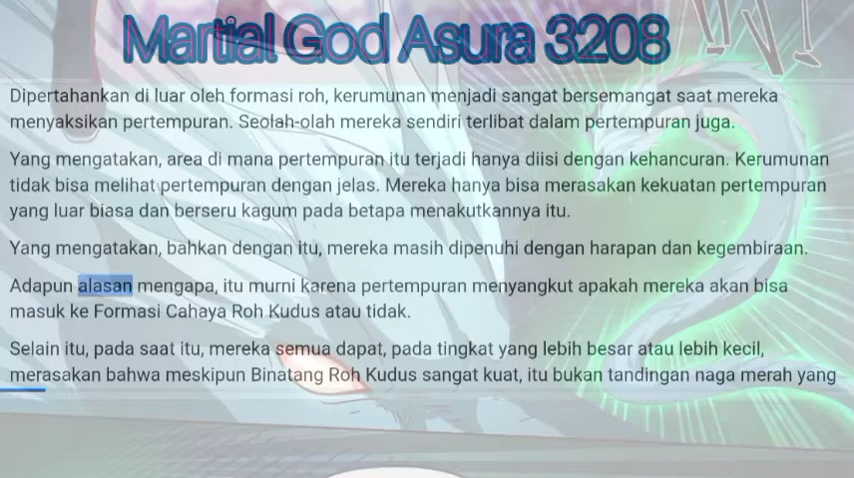 Martial God Asura 3208
Dipertahankan di luar oleh formasi roh, kerumunan menjadi sangat bersemangat saat mereka
menyaksikan pertempuran. Seolah-olah mereka sendiri terlibat dalam pertempuran juga.
Yang mengatakan, area di mana pertempuran itu terjadi hanya diisi dengan kehancuran. Kerumunan
tidak bisa melihat pertempuran dengan jelas. Mereka hanya bisa merasakan kekuatan pertempuran
yang luar biasa dan berseru kagum pada betapa menakutkannya itu.
Yang mengatakan, bahkan dengan itu, mereka masih dipenuhi dengan harapan dan kegembiraan.
Adapun alasan mengapa, itu murni karena pertempuran menyangkut apakah mereka akan bisa
masuk ke Formasi Cahaya Roh Kudus atau tidak.
Selain itu, pada saat itu, mereka semua dapat, pada tingkat yang lebih besar atau lebih kecil,
merasakan bahwa meskipun Binatang Roh Kudus sangat kuat, itu bukan tandingan naga merah yang